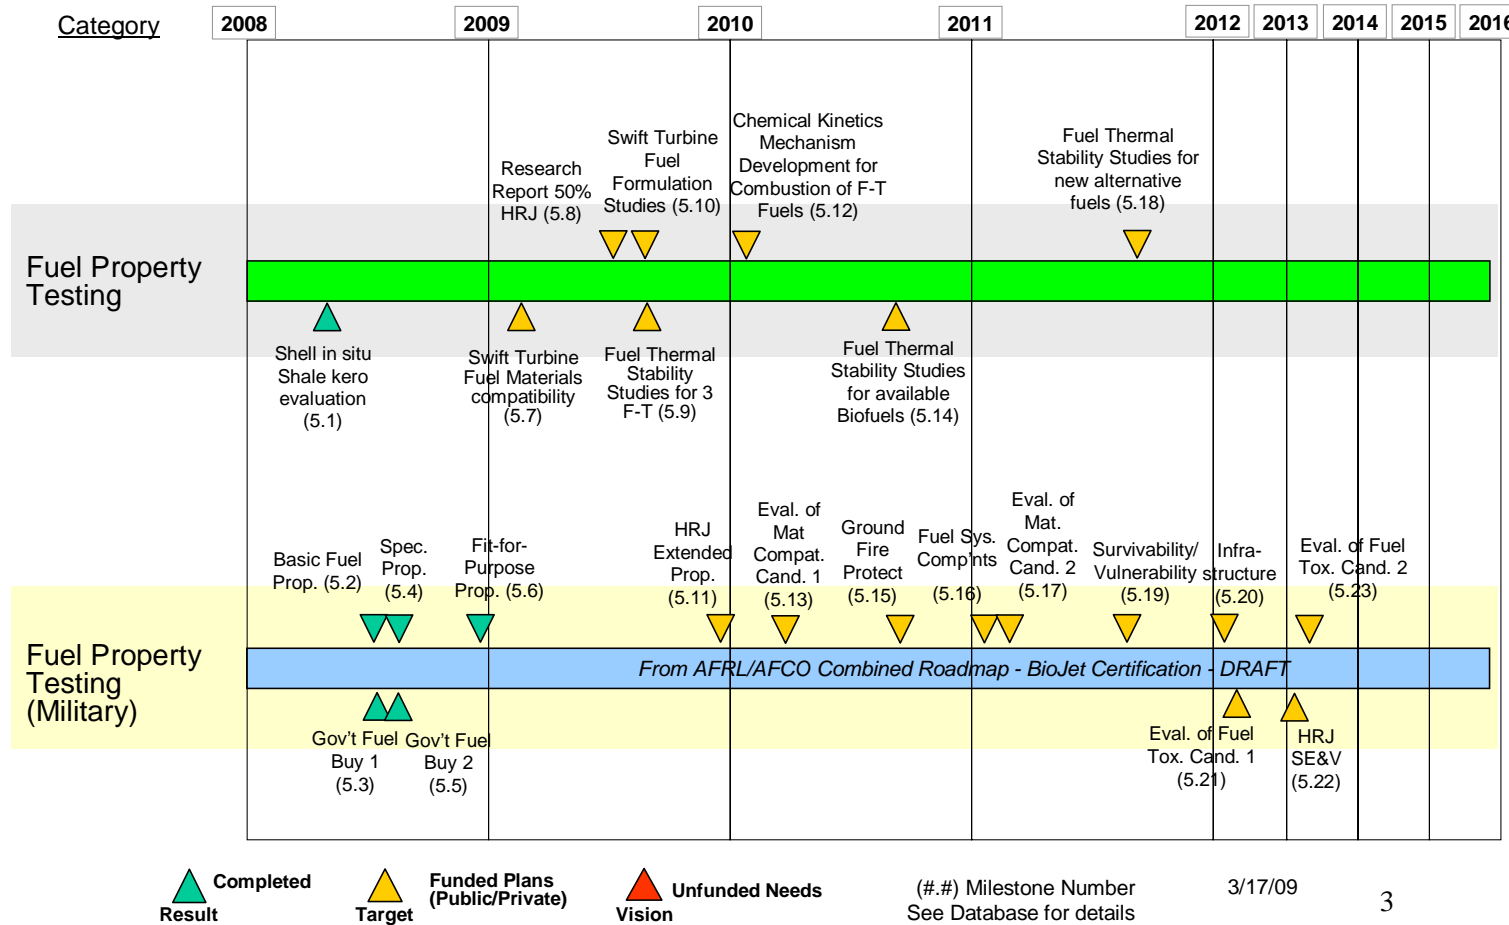 Category
2008
2009
2010
2011
2012
2013
2014
2015
2016
Research
Report 50%
HRJ (5.8)
Swift Turbine
Fuel
Formulation
Studies (5.10)
Chemical Kinetics
Mechanism
Development for
Combustion of F-T
Fuels (5.12)
Fuel Thermal
Stability Studies for
new alternative
fuels (5.18)
Fuel Property
Testing
Shell in situ
Shale kero
evaluation
(5.1)
Swift Turbine
Fuel Materials
compatibility
(5.7)
Fuel Thermal
Stability
Studies for 3
F-T (5.9)
Fuel Thermal
Stability Studies
for available
Biofuels (5.14)
Basic Fuel
Prop. (5.2)
Spec.
Prop.
(5.4)
Fit-for-
Purpose
Prop. (5.6)
HRJ
Extended
Prop.
(5.11)
Eval. of
Mat
Compat.
Cand. 1
(5.13)
Ground
Fire
Protect
(5.15)
Fuel Sys.
Comp'nts
(5.16)
Eval. of
Mat.
Compat.
Cand. 2
(5.17)
Survivability/
Vulnerability
(5.19)
Infra-
structure
(5.20)
Eval. of Fuel
Tox. Cand. 2
(5.23)
Fuel Property
Testing
(Military)
From AFRL/AFCO Combined Roadmap - BioJet Certification - DRAFT
Gov't Fuel
Buy 1
(5.3)
Gov't Fuel
Buy 2
(5.5)
Eval. of Fuel
Tox. Cand. 1
(5.21)
HRJ
SE&V
(5.22)
Completed
Result
Funded Plans
(Public/Private)
Target
Unfunded Needs
Vision
(#.#) Milestone Number
See Database for details
3/17/09
3